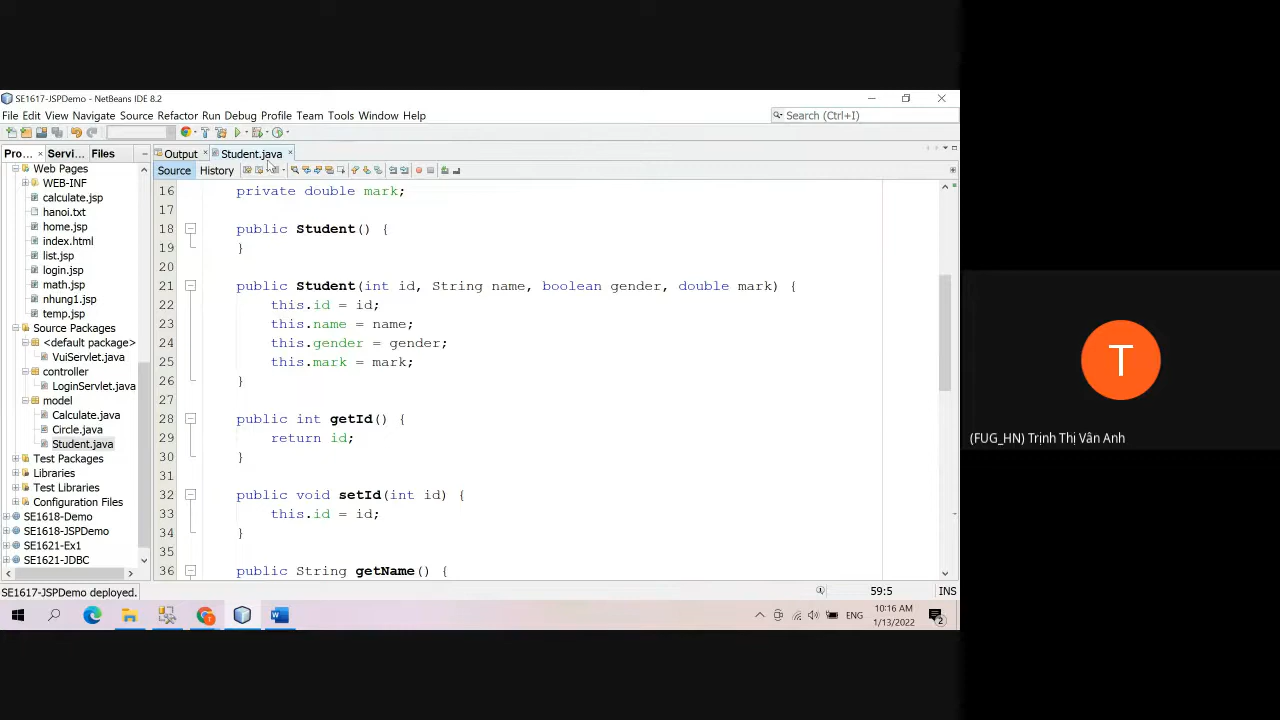 SE1617-JSPDemo - NetBeans IDE 8.2
File Edit View Navigate Source Refactor Run Debug Profile Team Tools Window Help
Search (Ctrl+I)
Pro... Servi... Files
Output Student.java
Source History
Web Pages
WEB-INF
calculate.jsp
hanoi.txt
home.jsp
index.html
list.jsp
login.jsp
math.jsp
nhung1.jsp
temp.jsp
Source Packages
<default package>
VuiServlet.java
controller
LoginServlet.java
model
Calculate.java
Circle.java
Student.java
Test Packages
Libraries
Test Libraries
Configuration Files
SE1618-Demo
SE1618-JSPDemo
SE1621-Ex1
SE1621-JDBC
16 private double mark;
17
18 public Student() {
19 }
20
21 public Student(int id, String name, boolean gender, double mark) {
22 this.id = id;
23 this.name = name;
24 this.gender = gender;
25 this.mark = mark;
26 }
27
28 public int getId() {
29 return id;
30 }
31
32 public void setId(int id) {
33 this.id = id;
34 }
35
36 public String getName() {
SE1617-JSPDemo deployed.
59:5 INS
ENG
10:16 AM
1/13/2022
2
T
(FUG_HN) Trịnh Thị Vân Anh